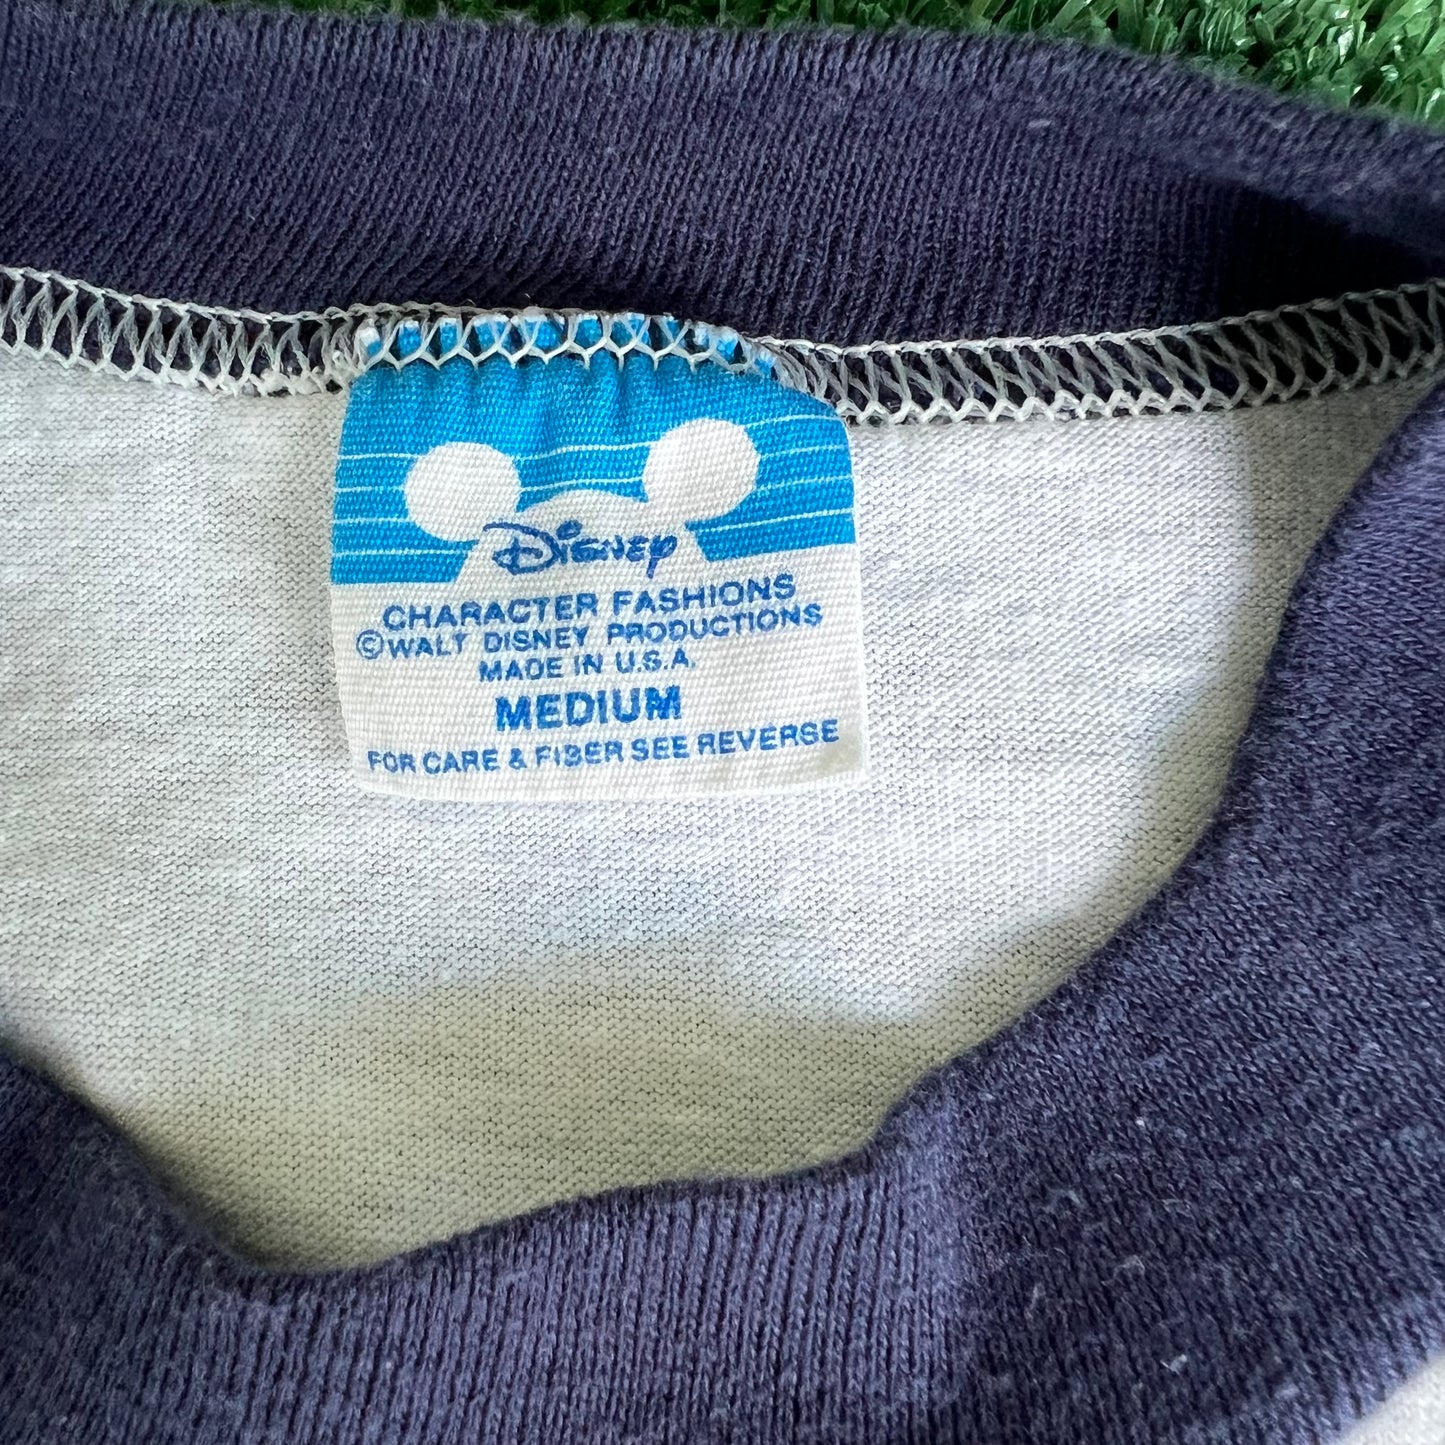 Disney
CHARACTER FASHIONS
©WALT DISNEY PRODUCTIONS
MADE IN U.S.A.
MEDIUM
FOR CARE & FIBER SEE REVERSE